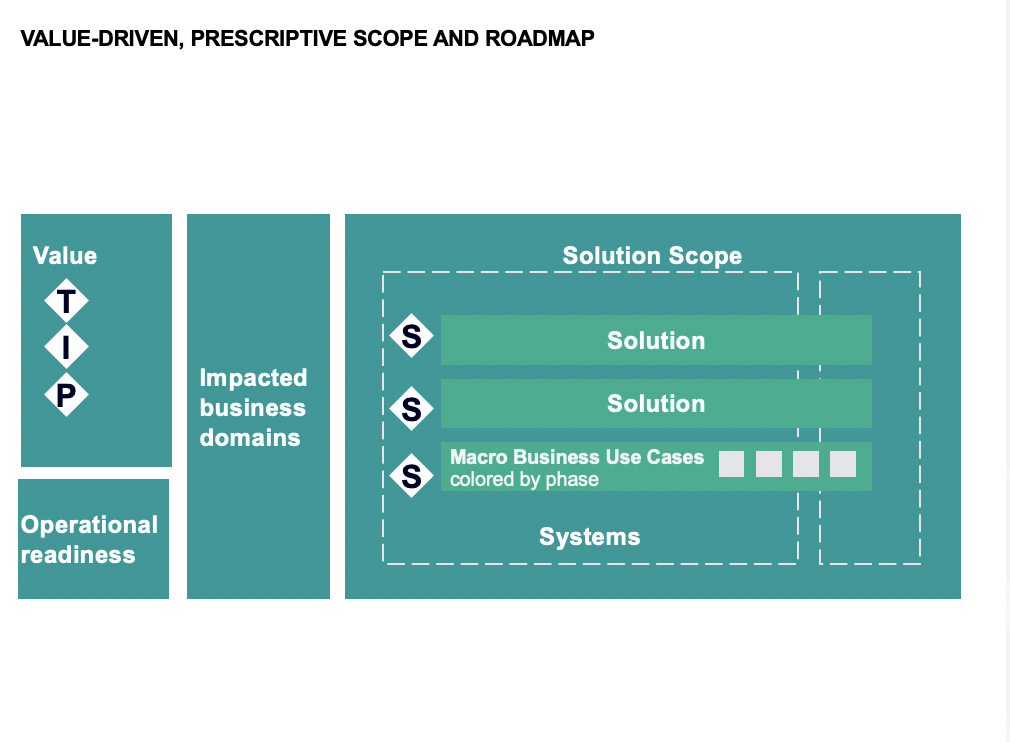 VALUE-DRIVEN, PRESCRIPTIVE SCOPE AND ROADMAP
Value
T
I
P
Operational
readiness
Impacted
business
domains
Solution Scope
S
Solution
S
Solution
S
Macro Business Use Cases
colored by phase
Systems